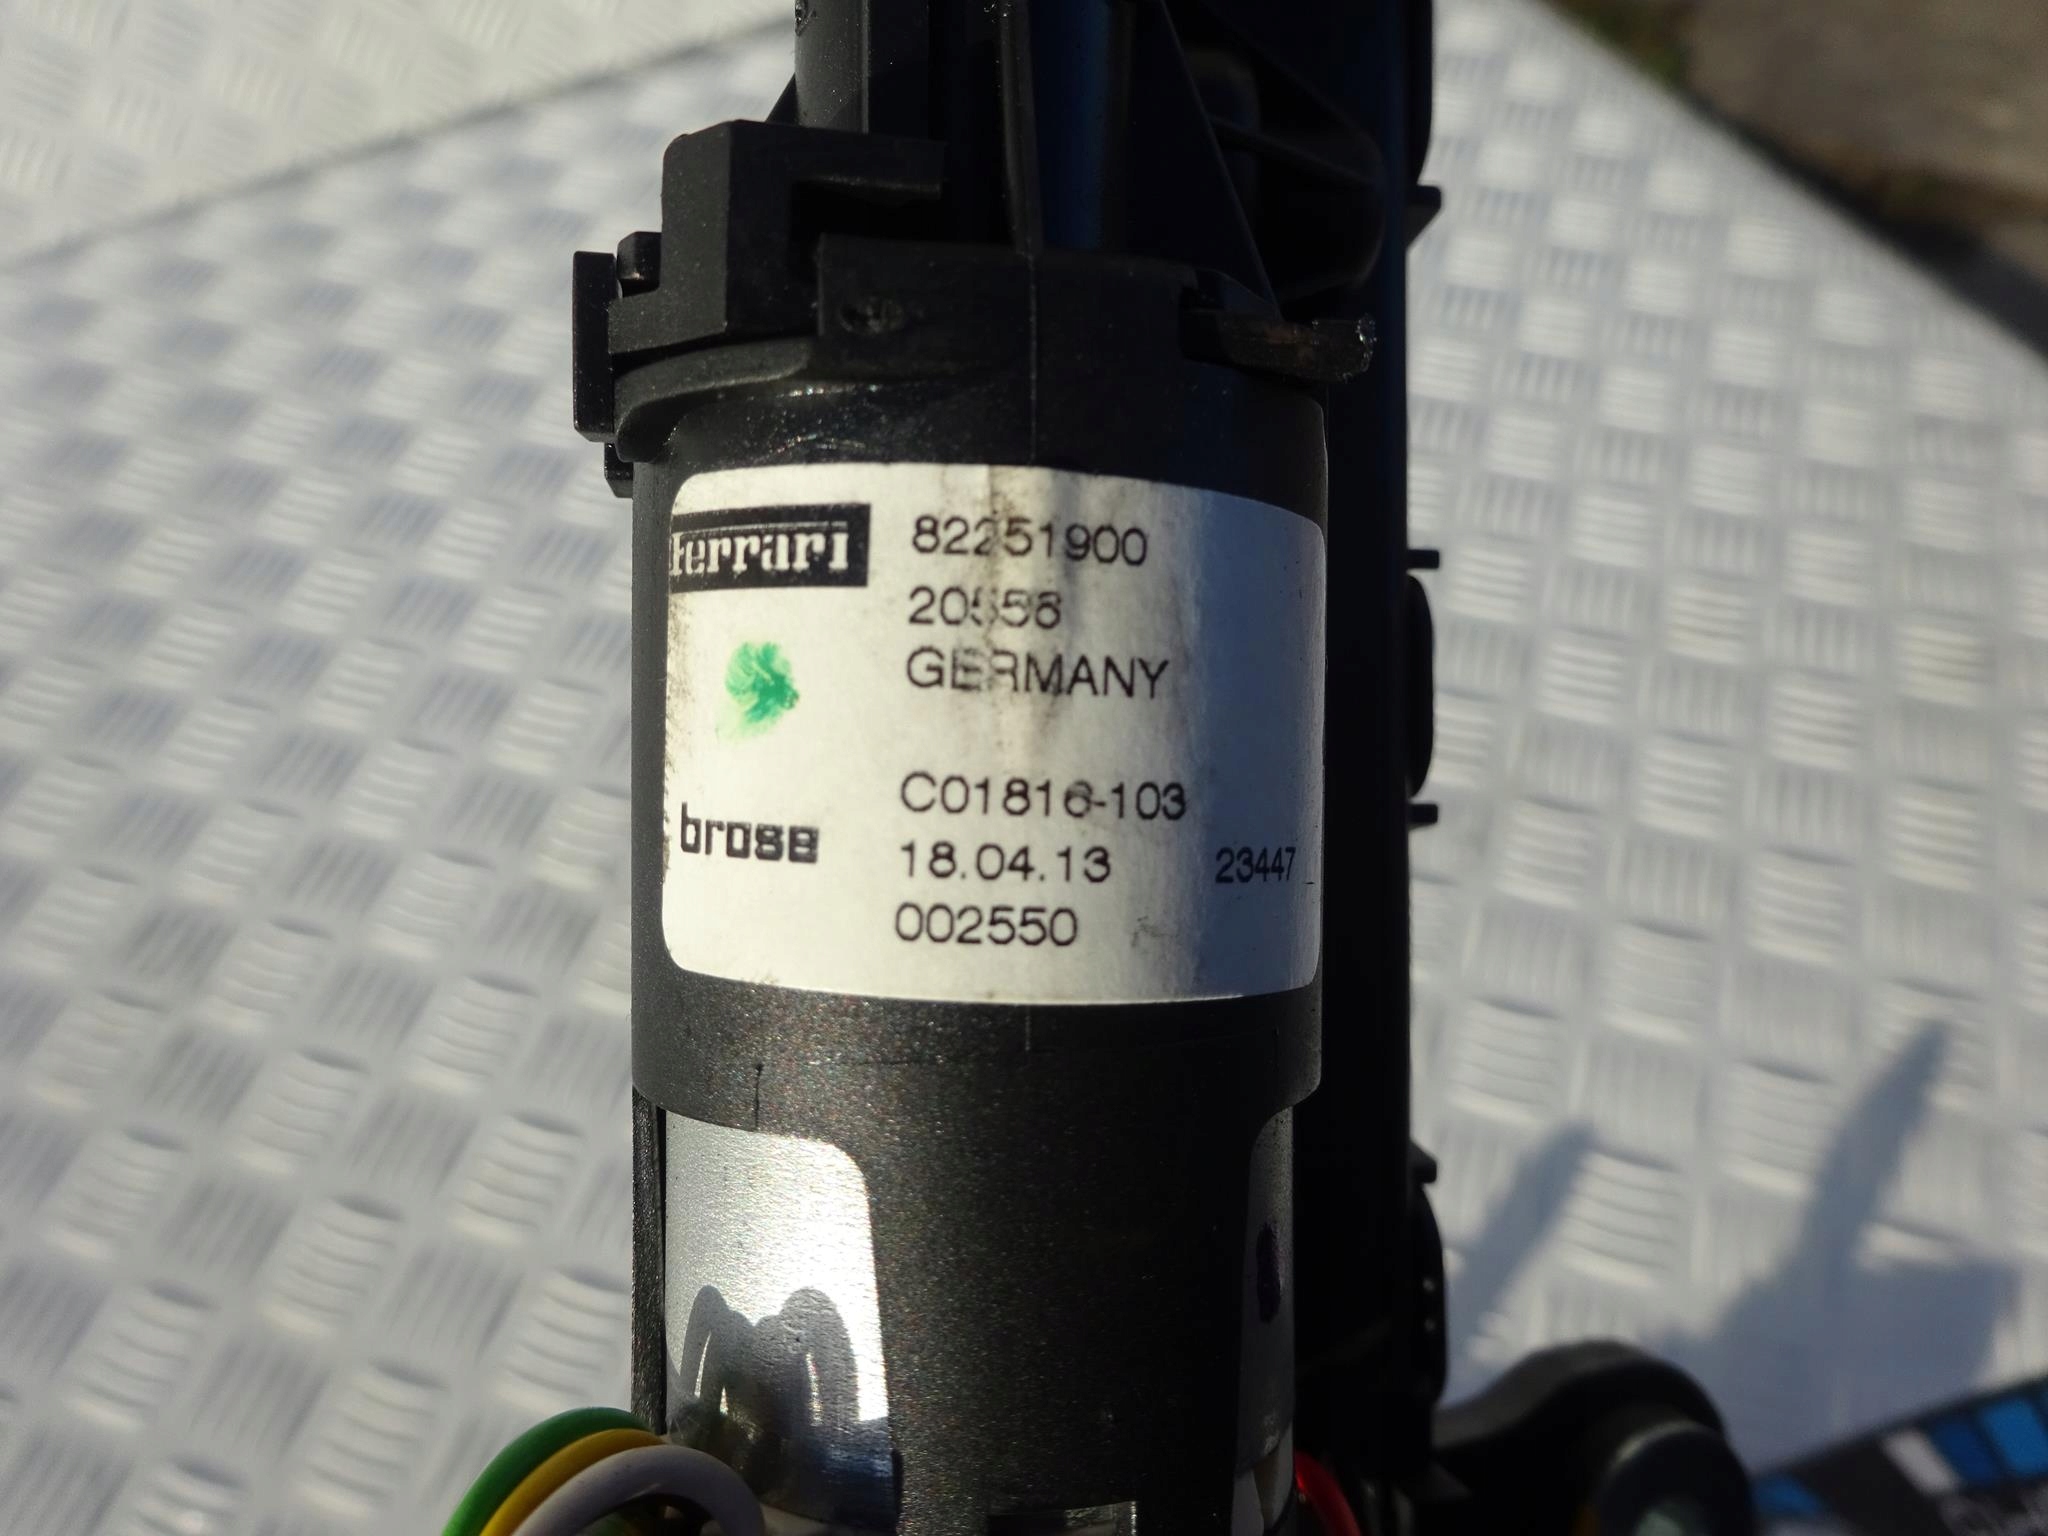 Ferrari
82251900
20556
GERMANY
C01816-103
brose
18.04.13
23447
002550